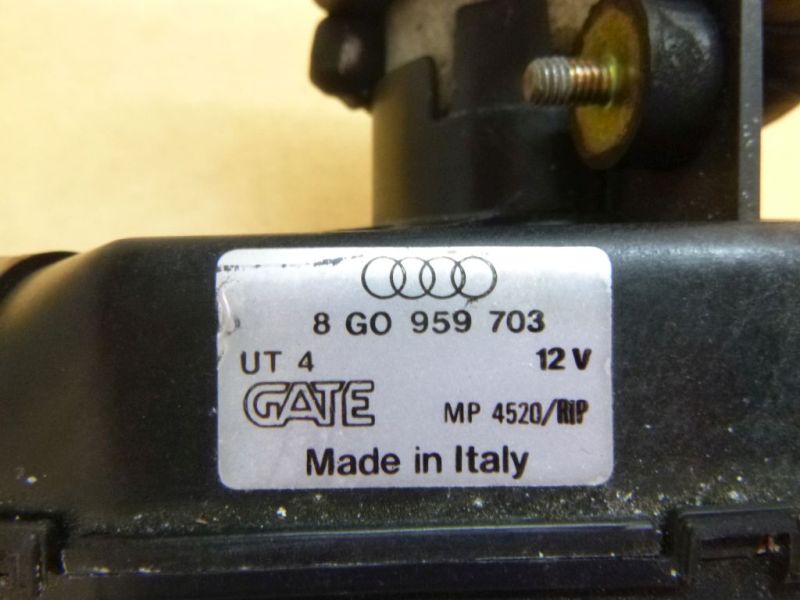 8 GO 959 703
UT 4 12 V
GATE MP 4520/RiP
Made in Italy